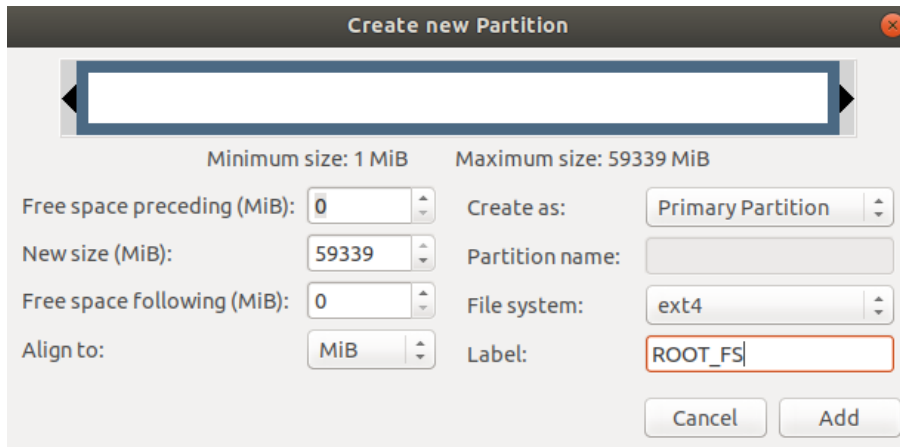 Create new Partition
Minimum size: 1 MiB Maximum size: 59339 MiB
Free space preceding (MiB): 0 Create as: Primary Partition
New size (MiB): 59339 Partition name:
Free space following (MiB): 0 File system: ext4
Align to: MiB Label: ROOT_FS
Cancel Add